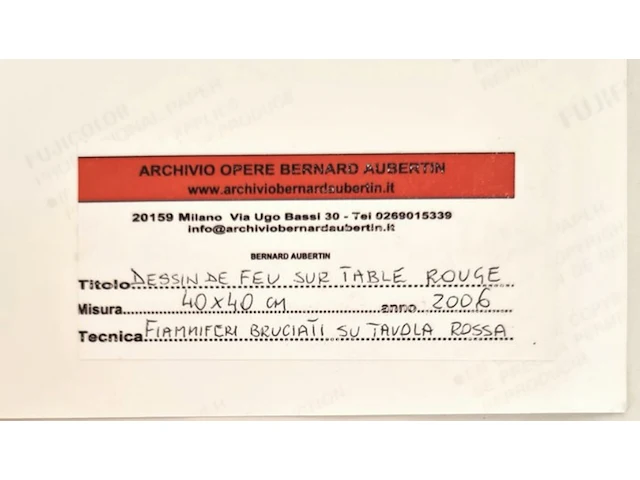 ARCHIVIO OPERE BERNARD AUBERTIN
www.archiviobernardaubertin.it
20159 Milano Via Ugo Bassi 30 - Tel 0269015339
info@archiviobernardaubertin.it
BERNARD AUBERTIN
Titolo DESSIN DE FEU SUR TABLE ROUGE
Misura 40x40 cm anno 2006
Tecnica FIAMMIFERI BRUCIATI SU TAVOLA ROSSA